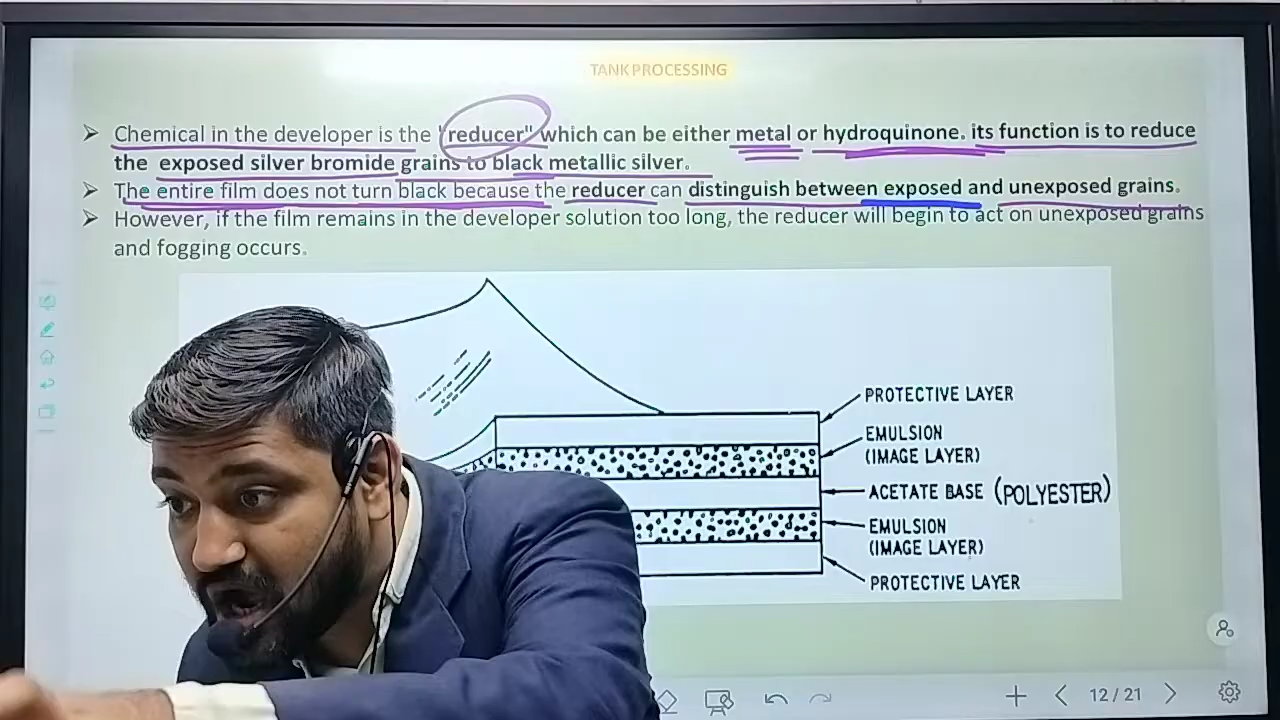 TANK PROCESSING
➤ Chemical in the developer is the "reducer" which can be either metal or hydroquinone. its function is to reduce
the exposed silver bromide grains to black metallic silver.
➤ The entire film does not turn black because the reducer can distinguish between exposed and unexposed grains.
➤ However, if the film remains in the developer solution too long, the reducer will begin to act on unexposed grains
and fogging occurs.
PROTECTIVE LAYER
EMULSION
(IMAGE LAYER)
ACETATE BASE (POLYESTER)
EMULSION
(IMAGE LAYER)
PROTECTIVE LAYER
12 / 21